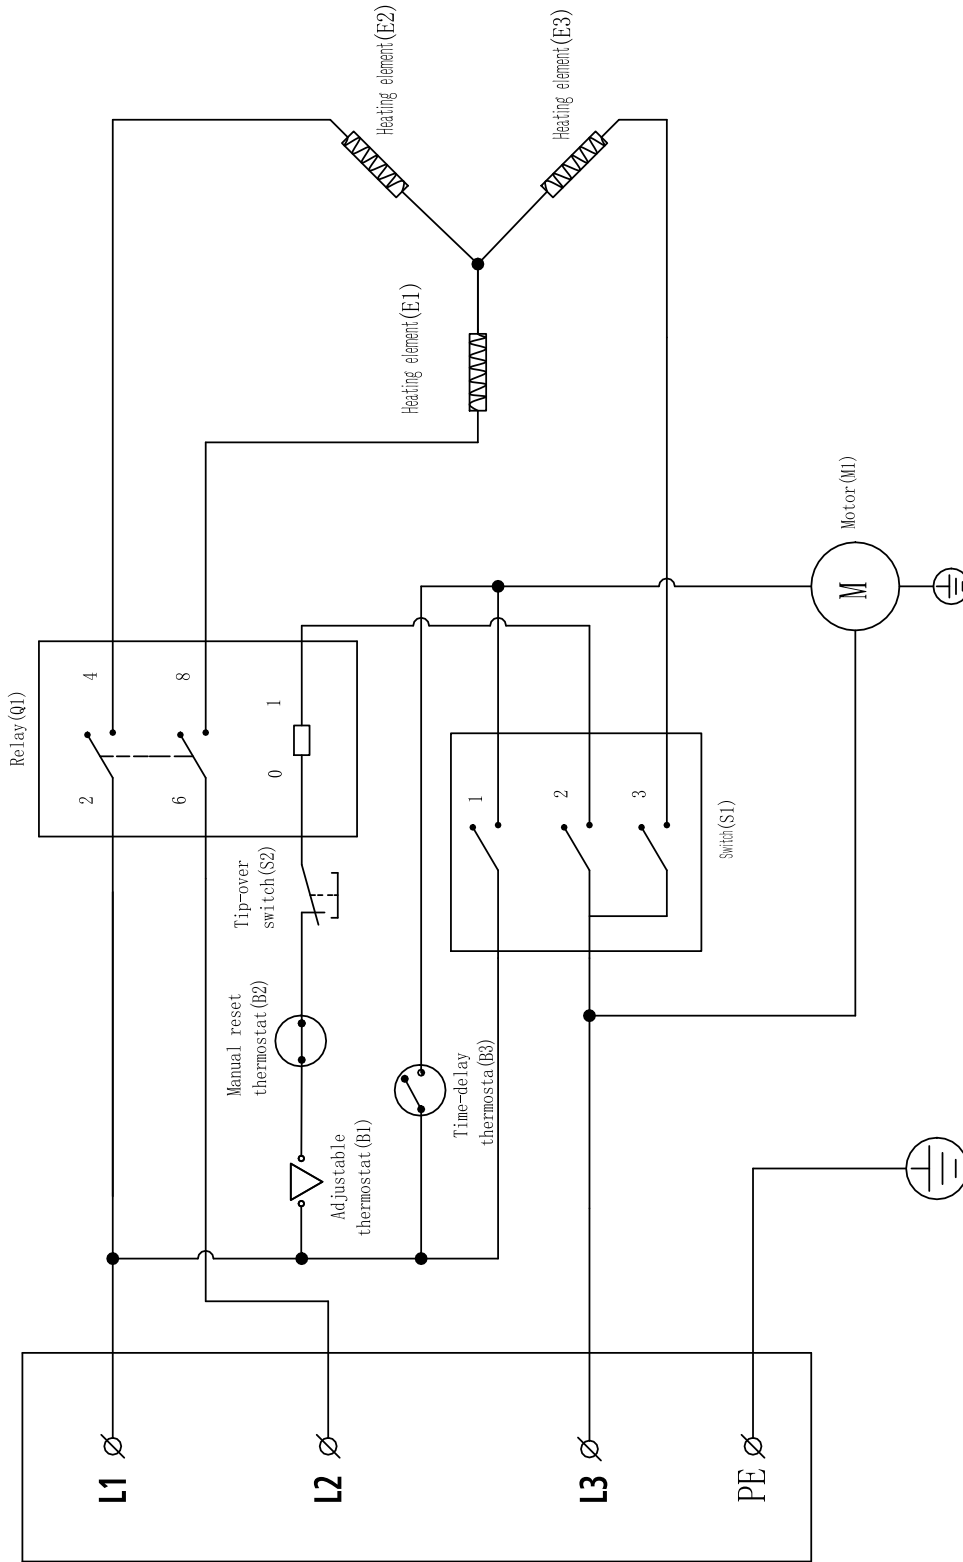 Heating element(E2)
Heating element(E3)
Heating element(E1)
Motor(M1)
M
Relay(Q1)
4
8
1
2
6
0
Tip-over
switch(S2)
1
2
3
Switch(S1)
Manual reset
thermostat(B2)
Time-delay
thermosta(B3)
Adjustable
thermostat(B1)
L1
L2
L3
PE